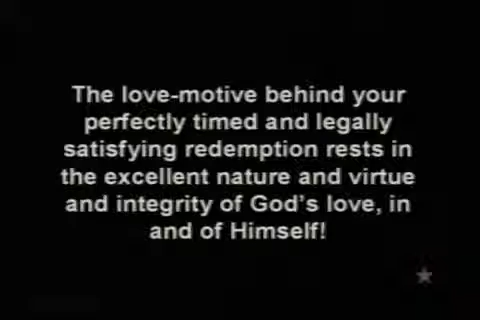 The love-motive behind your
perfectly timed and legally
satisfying redemption rests in
the excellent nature and virtue
and integrity of God's love, in
and of Himself!